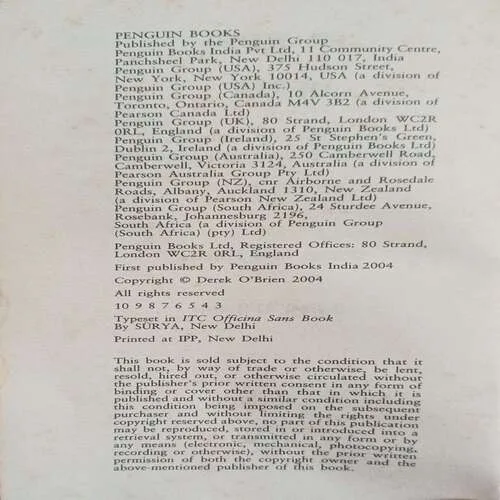 PENGUIN BOOKS
Published by the Penguin Group
Penguin Books India Pvt Ltd, 11 Community Centre,
Panchsheel Park, New Delhi 110 017, India
Penguin Group (USA), 375 Hudson Street,
New York, New York 10014, USA (a division of
Penguin Group (USA) Inc.)
Penguin Group (Canada), 10 Alcorn Avenue,
Toronto, Ontario, Canada M4V 3B2 (a division of
Pearson Canada Ltd)
Penguin Group (UK), 80 Strand, London WC2R
0RL, England (a division of Penguin Books Ltd)
Penguin Group (Ireland), 25 St Stephen's Green,
Dublin 2, Ireland (a division of Penguin Books Ltd)
Penguin Group (Australia), 250 Camberwell Road,
Camberwell, Victoria 3124, Australia (a division of
Pearson Australia Group Pty Ltd)
Penguin Group (NZ), cnr Airborne and Rosedale
Roads, Albany, Auckland 1310, New Zealand
(a division of Pearson New Zealand Ltd)
Penguin Group (South Africa), 24 Sturdee Avenue,
Rosebank, Johannesburg 2196,
South Africa (a division of Penguin Group
(South Africa) (pty) Ltd)
Penguin Books Ltd, Registered Offices: 80 Strand,
London WC2R 0RL, England
First published by Penguin Books India 2004
Copyright © Derek O'Brien 2004
All rights reserved
10 9 8 7 6 5 4 3
Typeset in ITC Officina Sans Book
By SURYA, New Delhi
Printed at IPP, New Delhi
This book is sold subject to the condition that it
shall not, by way of trade or otherwise, be lent,
resold, hired out, or otherwise circulated without
the publisher's prior written consent in any form of
binding or cover other than that in which it is
published and without a similar condition including
this condition being imposed on the subsequent
purchaser and without limiting the rights under
copyright reserved above, no part of this publication
may be reproduced, stored in or introduced into a
retrieval system, or transmitted in any form or by
any means (electronic, mechanical, photocopying,
recording or otherwise), without the prior written
permission of both the copyright owner and the
above-mentioned publisher of this book.